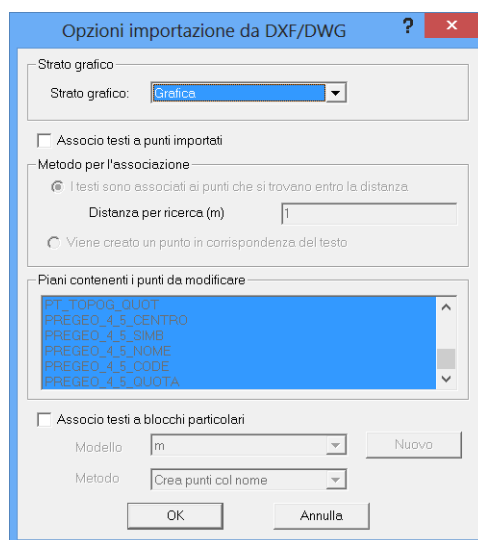 Opzioni importazione da DXF/DWG ? ×
Strato grafico
Strato grafico: Grafica
Associo testi a punti importati
Metodo per l'associazione
I testi sono associati ai punti che si trovano entro la distanza
Distanza per ricerca (m) 1
Viene creato un punto in corrispondenza del testo
Piani contenenti i punti da modificare
PT_TOPOG_QUOT
PREGEO_4_5_CENTRO
PREGEO_4_5_SIMB
PREGEO_4_5_NOME
PREGEO_4_5_CODE
PREGEO_4_5_QUOTA
Associo testi a blocchi particolari
Modello m Nuovo
Metodo Crea punti col nome
OK Annulla